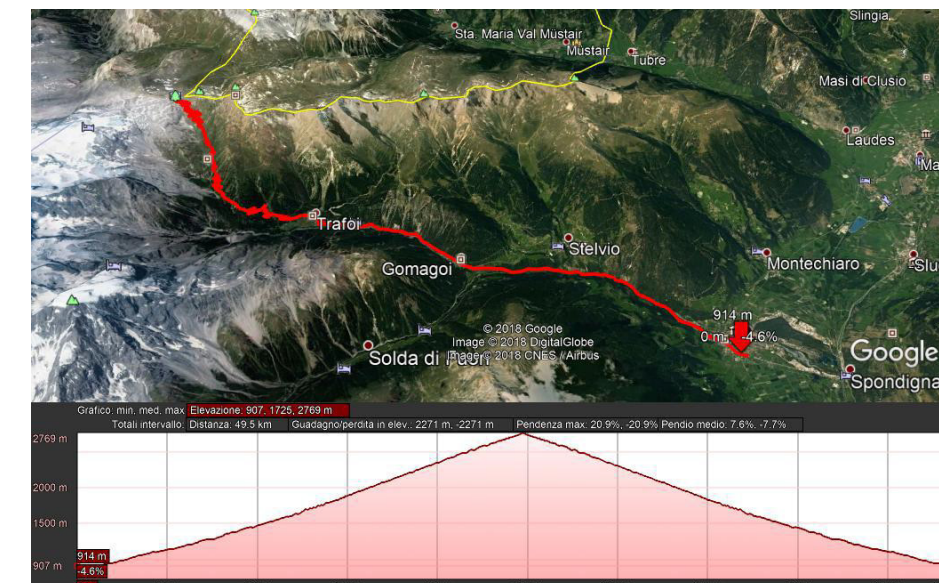 Slingia
Sta. Maria Val Mustair
Mustair
Tubre
Masi di Clusio
Laudes
Ma
Trafoi
Stelvio
Gomagoi
Montechiaro
Slu
914 m
0 m
-4.6%
© 2018 Google
Image © 2018 DigitalGlobe
Image © 2018 CNES / Airbus
Solda di Fuori
Google
Spondigna
Grafico: min. med. max Elevazione: 907, 1725, 2769 m
Totali intervallo: Distanza: 49.5 km Guadagno/perdita in elev.: 2271 m, -2271 m Pendenza max: 20.9%, -20.9% Pendio medio: 7.6%, -7.7%
2769 m
2000 m
1500 m
914 m
907 m
-4.6%